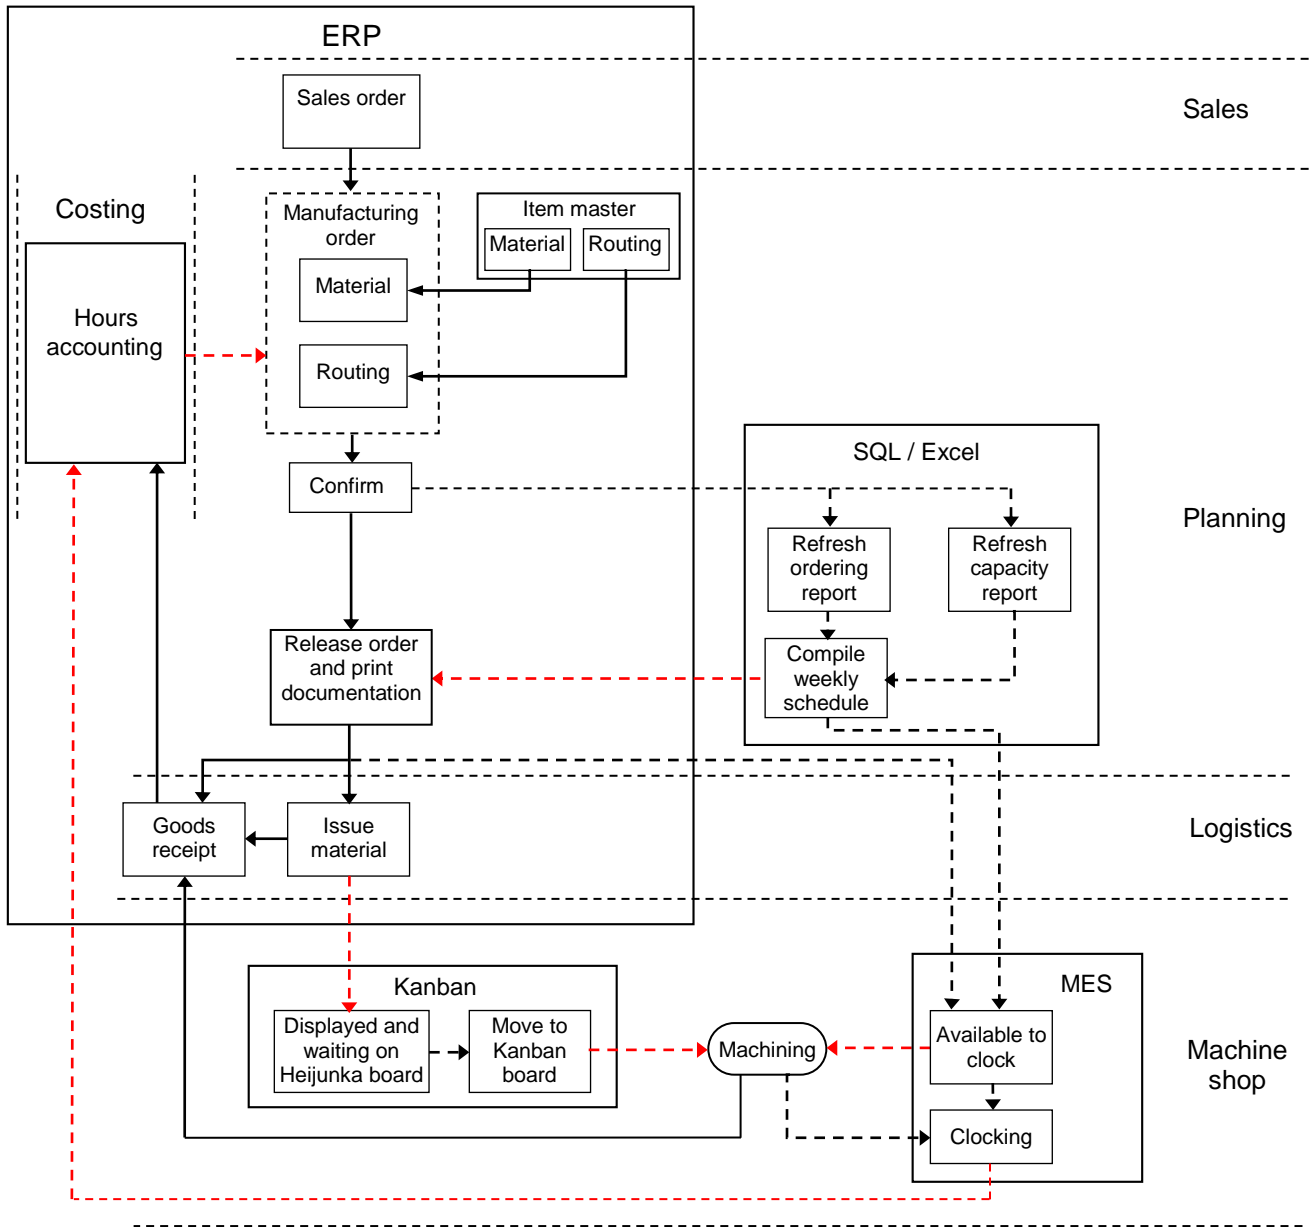 ERP
Sales order
Sales
Costing
Manufacturing
order
Item master
Material
Routing
Material
Hours
accounting
Routing
SQL / Excel
Confirm
Planning
Refresh
ordering
report
Refresh
capacity
report
Release order
and print
documentation
Compile
weekly
schedule
Goods
receipt
Issue
material
Logistics
Kanban
MES
Displayed and
waiting on
Heijunka board
Move to
Kanban
board
Machining
Available to
clock
Machine
shop
Clocking